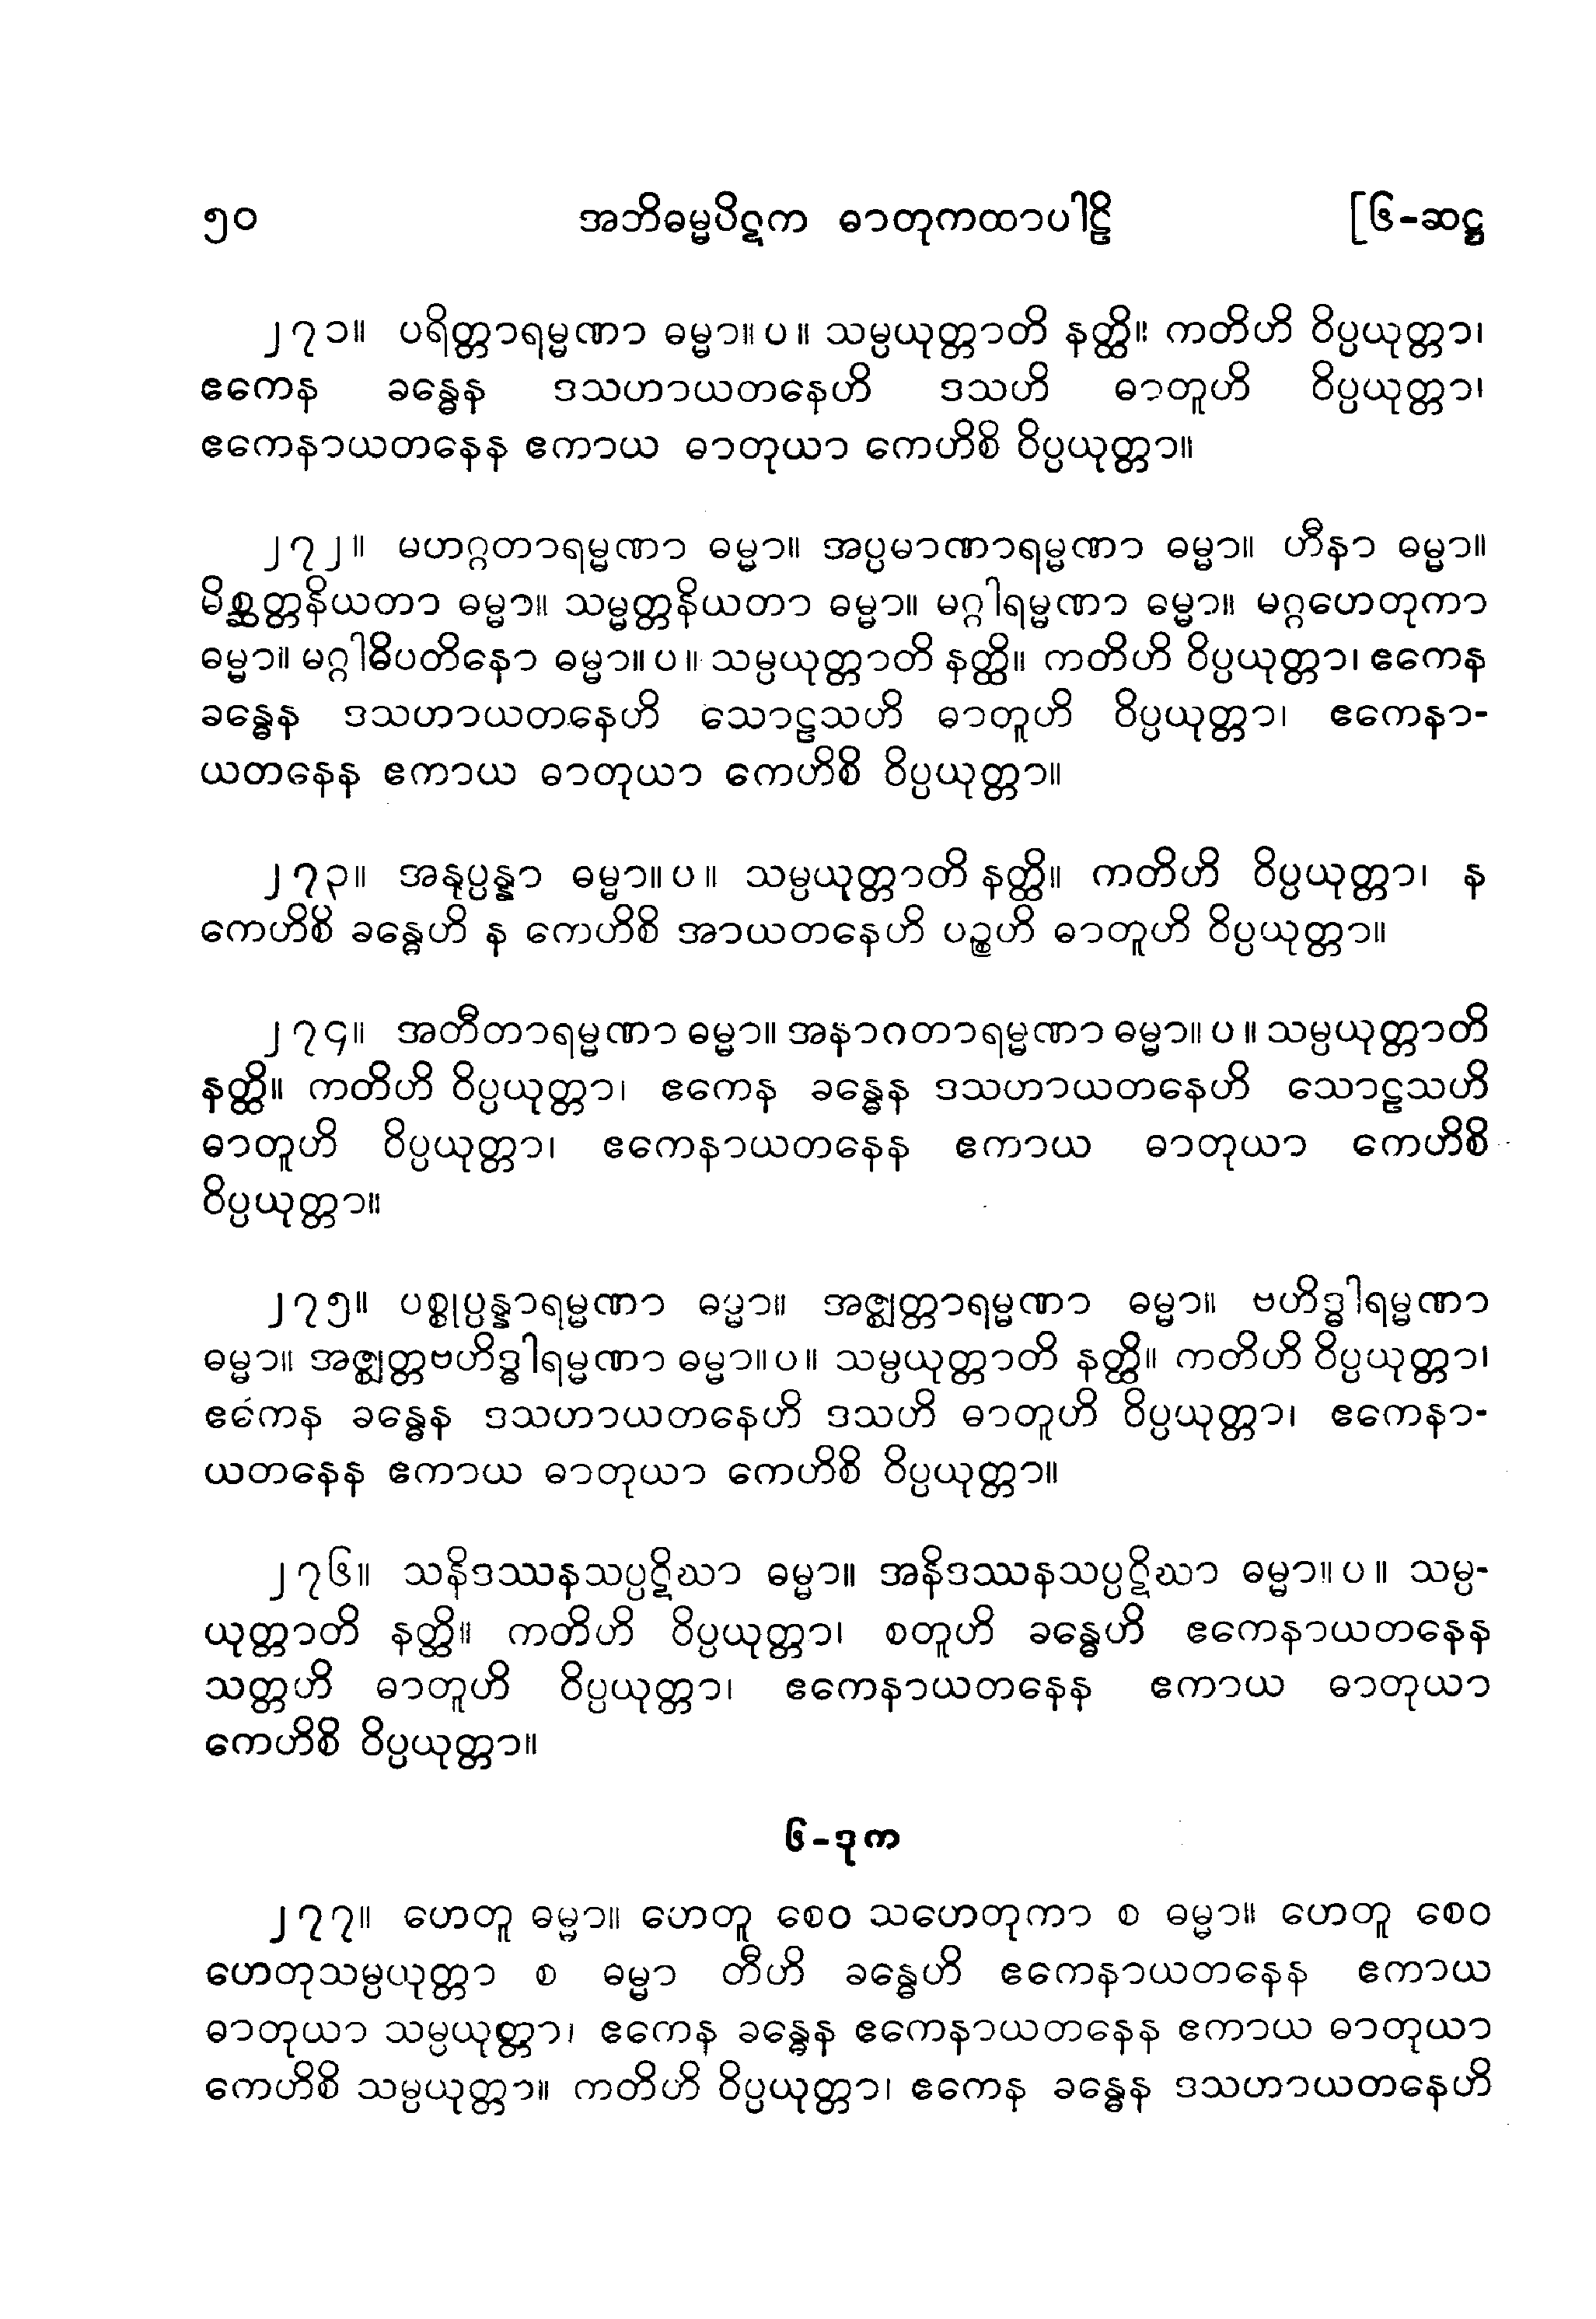 ၅၀ အဘိဓမ္မပိဋက ဓာတုကထာပါဠိ [၆-ဆဋ္ဌ
၂၇၁။ ပရိတ္တာရမ္မဏာ ဓမ္မာ။ ပ ။ သမ္ပယုတ္တာတိ နတ္ထိ။ ကတိဟိ ဝိပ္ပယုတ္တာ၊
ဧကေန ခန္ဓေန ဒသဟာယတနေဟိ ဒသဟိ ဓာတူဟိ ဝိပ္ပယုတ္တာ၊
ဧကေနာယတနေန ဧကာယ ဓာတုယာ ကေဟိစိ ဝိပ္ပယုတ္တာ။
၂၇၂။ မဟဂ္ဂတာရမ္မဏာ ဓမ္မာ။ အပ္ပမာဏာရမ္မဏာ ဓမ္မာ။ ဟီနာ ဓမ္မာ။
မိစ္ဆတ္တနိယတာ ဓမ္မာ။ သမ္မတ္တနိယတာ ဓမ္မာ။ မဂ္ဂါရမ္မဏာ ဓမ္မာ။ မဂ္ဂဟေတုကာ
ဓမ္မာ။ မဂ္ဂါဓိပတိနော ဓမ္မာ။ ပ ။ သမ္ပယုတ္တာတိ နတ္ထိ။ ကတိဟိ ဝိပ္ပယုတ္တာ၊ ဧကေန
ခန္ဓေန ဒသဟာယတနေဟိ သောဠသဟိ ဓာတူဟိ ဝိပ္ပယုတ္တာ၊ ဧကေနာ-
ယတနေန ဧကာယ ဓာတုယာ ကေဟိစိ ဝိပ္ပယုတ္တာ။
၂၇၃။ အနုပ္ပန္နာ ဓမ္မာ။ ပ ။ သမ္ပယုတ္တာတိ နတ္ထိ။ ကတိဟိ ဝိပ္ပယုတ္တာ၊ န
ကေဟိစိ ခန္ဓေဟိ န ကေဟိစိ အာယတနေဟိ ပဉ္စဟိ ဓာတူဟိ ဝိပ္ပယုတ္တာ။
၂၇၄။ အတီတာရမ္မဏာ ဓမ္မာ။ အနာဂတာရမ္မဏာ ဓမ္မာ။ ပ ။ သမ္ပယုတ္တာတိ
နတ္ထိ။ ကတိဟိ ဝိပ္ပယုတ္တာ၊ ဧကေန ခန္ဓေန ဒသဟာယတနေဟိ သောဠသဟိ
ဓာတူဟိ ဝိပ္ပယုတ္တာ၊ ဧကေနာယတနေန ဧကာယ ဓာတုယာ ကေဟိစိ
ဝိပ္ပယုတ္တာ။
၂၇၅။ ပစ္စုပ္ပန္နာရမ္မဏာ ဓမ္မာ။ အဇ္ဈတ္တာရမ္မဏာ ဓမ္မာ။ ဗဟိဒ္ဓါရမ္မဏာ
ဓမ္မာ။ အဇ္ဈတ္တဗဟိဒ္ဓါရမ္မဏာ ဓမ္မာ။ ပ ။ သမ္ပယုတ္တာတိ နတ္ထိ။ ကတိဟိ ဝိပ္ပယုတ္တာ၊
ဧကေန ခန္ဓေန ဒသဟာယတနေဟိ ဒသဟိ ဓာတူဟိ ဝိပ္ပယုတ္တာ၊ ဧကေနာ-
ယတနေန ဧကာယ ဓာတုယာ ကေဟိစိ ဝိပ္ပယုတ္တာ။
၂၇၆။ သနိဒဿနသပ္ပဋိဃာ ဓမ္မာ။ အနိဒဿနသပ္ပဋိဃာ ဓမ္မာ။ ပ ။ သမ္ပ-
ယုတ္တာတိ နတ္ထိ။ ကတိဟိ ဝိပ္ပယုတ္တာ၊ စတူဟိ ခန္ဓေဟိ ဧကေနာယတနေန
သတ္တဟိ ဓာတူဟိ ဝိပ္ပယုတ္တာ၊ ဧကေနာယတနေန ဧကာယ ဓာတုယာ
ကေဟိစိ ဝိပ္ပယုတ္တာ။
၆-ဒုက
၂၇၇။ ဟေတူ ဓမ္မာ။ ဟေတူ စေဝ သဟေတုကာ စ ဓမ္မာ။ ဟေတူ စေဝ
ဟေတုသမ္ပယုတ္တာ စ ဓမ္မာ တီဟိ ခန္ဓေဟိ ဧကေနာယတနေန ဧကာယ
ဓာတုယာ သမ္ပယုတ္တာ၊ ဧကေန ခန္ဓေန ဧကေနာယတနေန ဧကာယ ဓာတုယာ
ကေဟိစိ သမ္ပယုတ္တာ။ ကတိဟိ ဝိပ္ပယုတ္တာ၊ ဧကေန ခန္ဓေန ဒသဟာယတနေဟိ